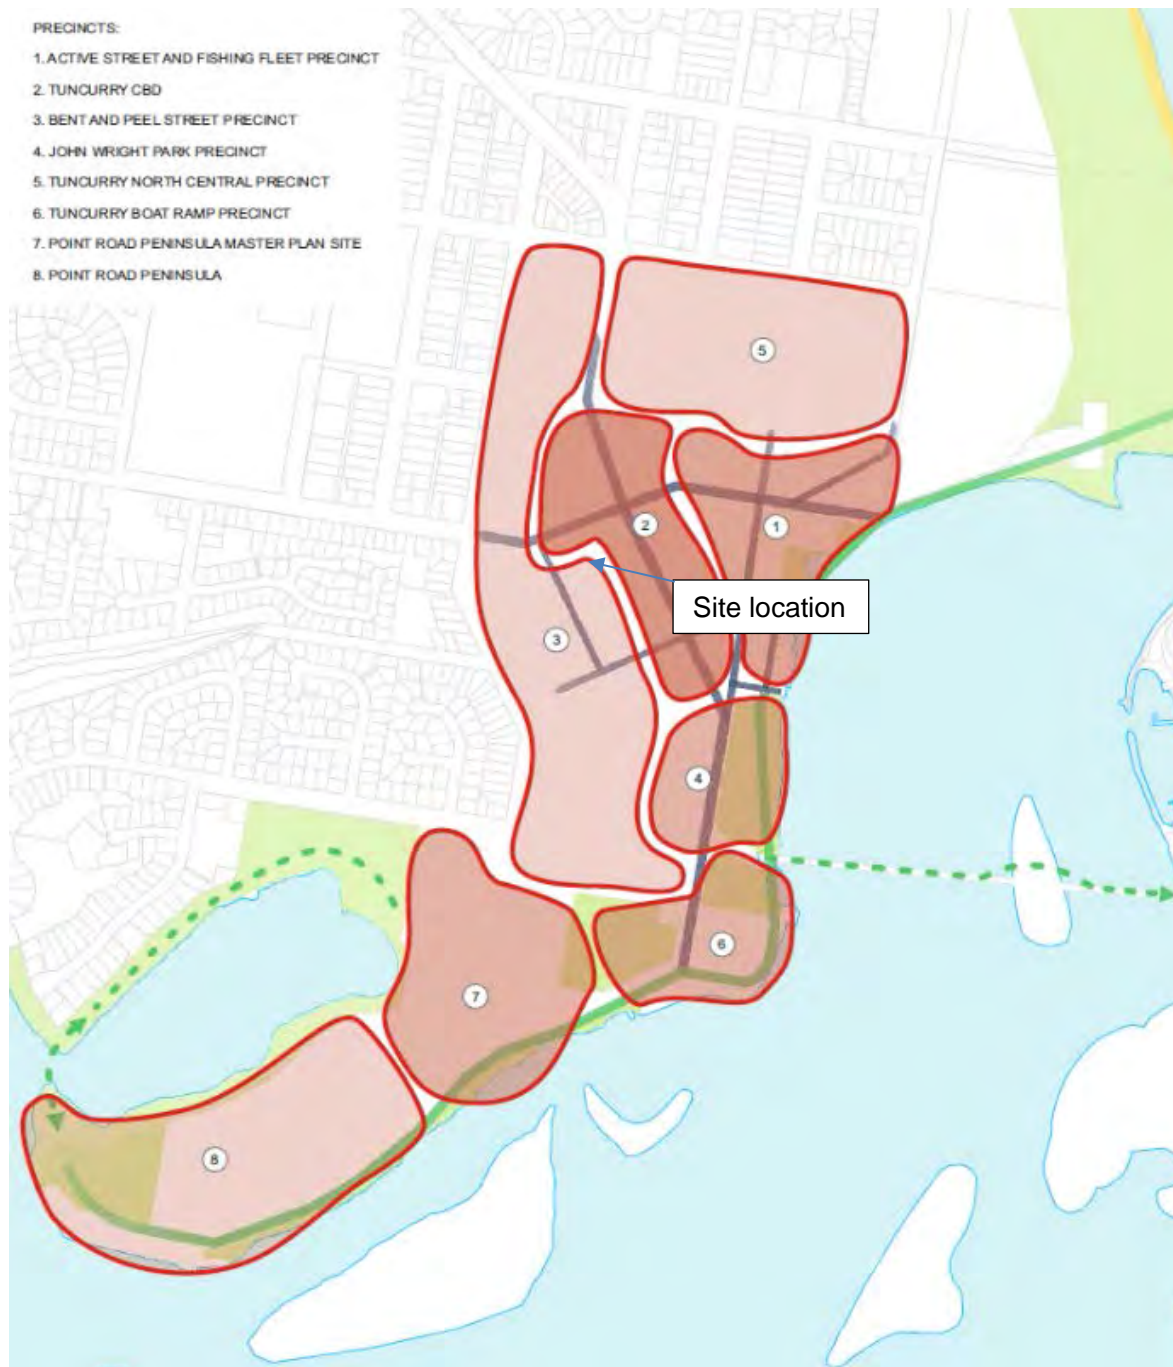 PRECINCTS:
1. ACTIVE STREET AND FISHING FLEET PRECINCT
2. TUNCURRY CBD
3. BENT AND PEEL STREET PRECINCT
4. JOHN WRIGHT PARK PRECINCT
5. TUNCURRY NORTH CENTRAL PRECINCT
6. TUNCURRY BOAT RAMP PRECINCT
7. POINT ROAD PENINSULA MASTER PLAN SITE
8. POINT ROAD PENINSULA
5
2
1
Site location
3
4
6
7
8